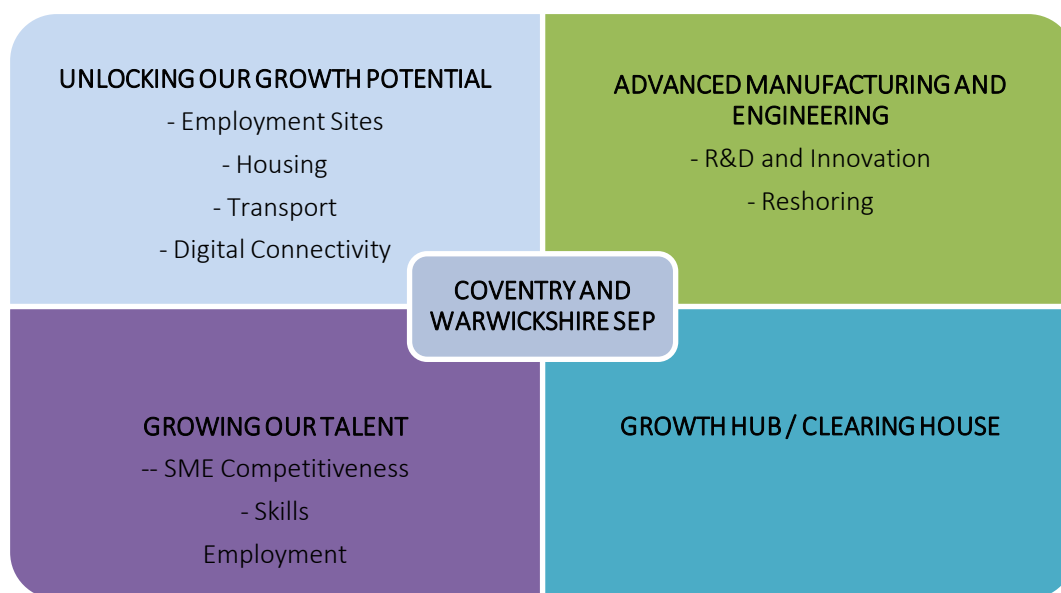 UNLOCKING OUR GROWTH POTENTIAL
- Employment Sites
- Housing
- Transport
- Digital Connectivity
ADVANCED MANUFACTURING AND
ENGINEERING
- R&D and Innovation
- Reshoring
COVENTRY AND
WARWICKSHIRE SEP
GROWING OUR TALENT
-- SME Competitiveness
- Skills
Employment
GROWTH HUB / CLEARING HOUSE